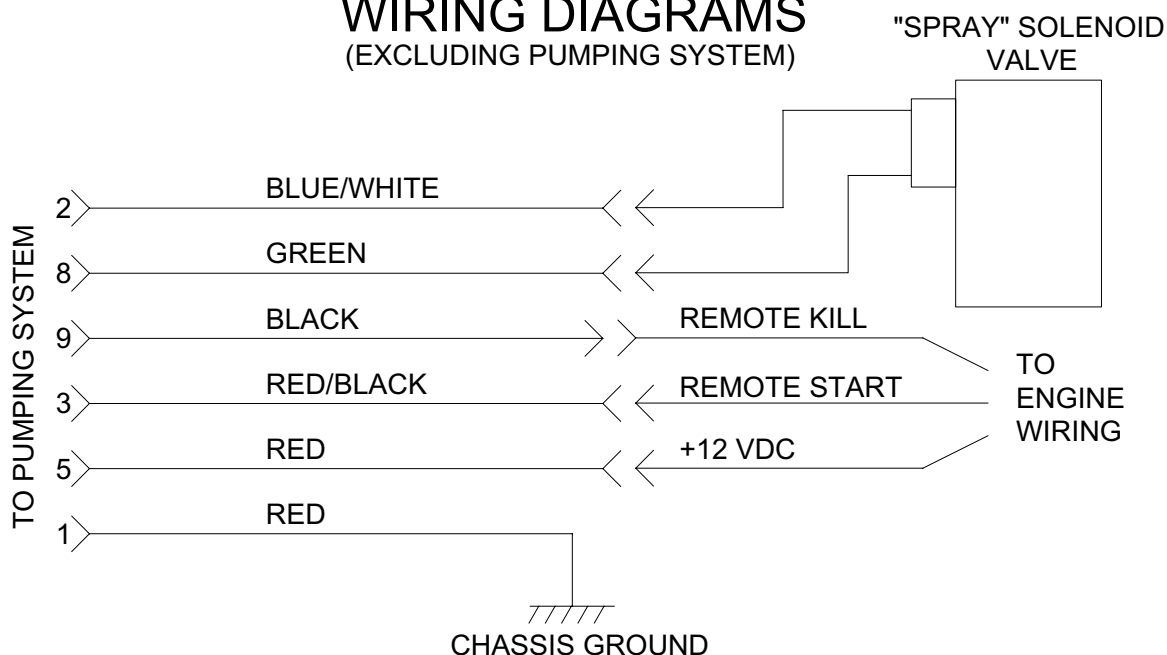 WIRING DIAGRAMS
(EXCLUDING PUMPING SYSTEM)
"SPRAY" SOLENOID
VALVE
TO PUMPING SYSTEM
2 BLUE/WHITE
8 GREEN
9 BLACK REMOTE KILL
3 RED/BLACK REMOTE START
5 RED +12 VDC
1 RED
TO
ENGINE
WIRING
CHASSIS GROUND